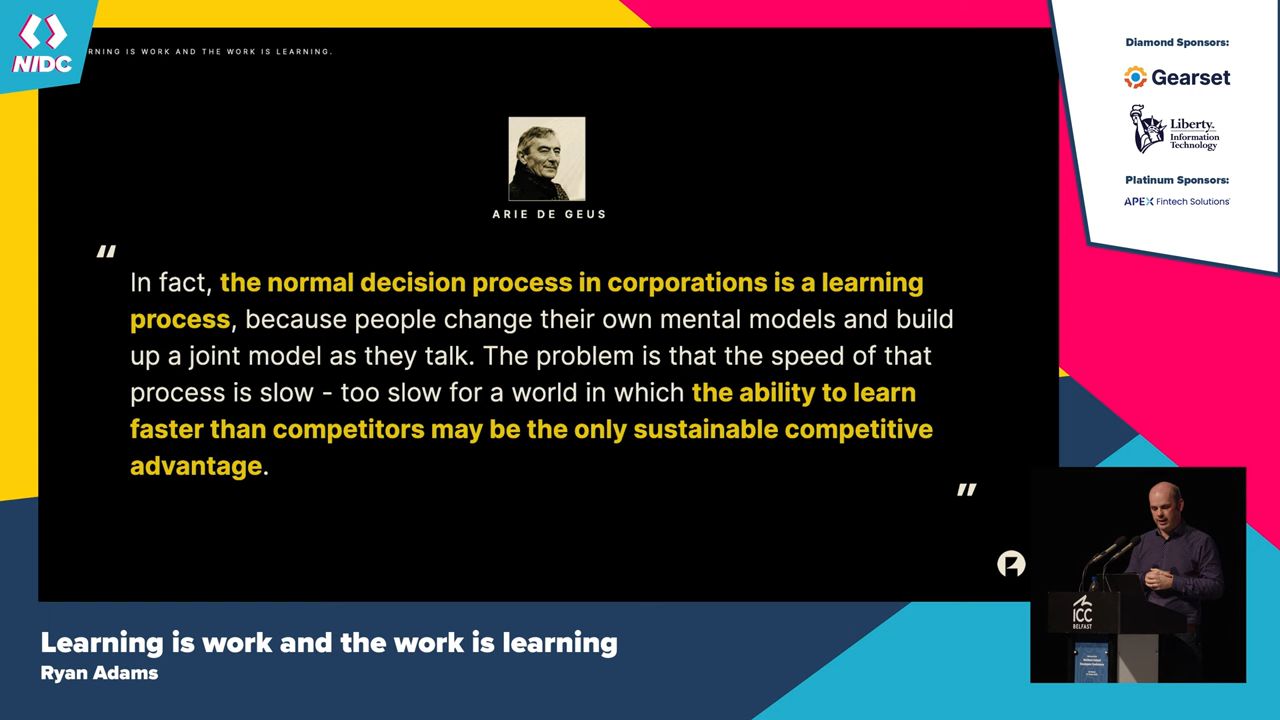 NIDC
RNING IS WORK AND THE WORK IS LEARNING.
ARIE DE GEUS
“
In fact, the normal decision process in corporations is a learning
process, because people change their own mental models and build
up a joint model as they talk. The problem is that the speed of that
process is slow - too slow for a world in which the ability to learn
faster than competitors may be the only sustainable competitive
advantage.
”
Diamond Sponsors:
Gearset
Liberty
Information
Technology
Platinum Sponsors:
APEX Fintech Solutions
ICC
BELFAST
Learning is work and the work is learning
Ryan Adams